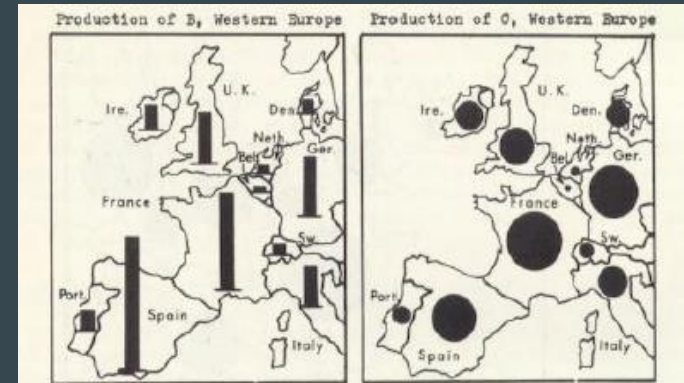 Production of B, Western Europe
U.K.
Ire.
Den.
Neth.
Bel.
Ger.
France
Sw.
Port.
Spain
Italy
Production of C, Western Europe
U.K.
Ire.
Den.
Neth.
Bel.
Ger.
France
Sw.
Port.
Spain
Italy